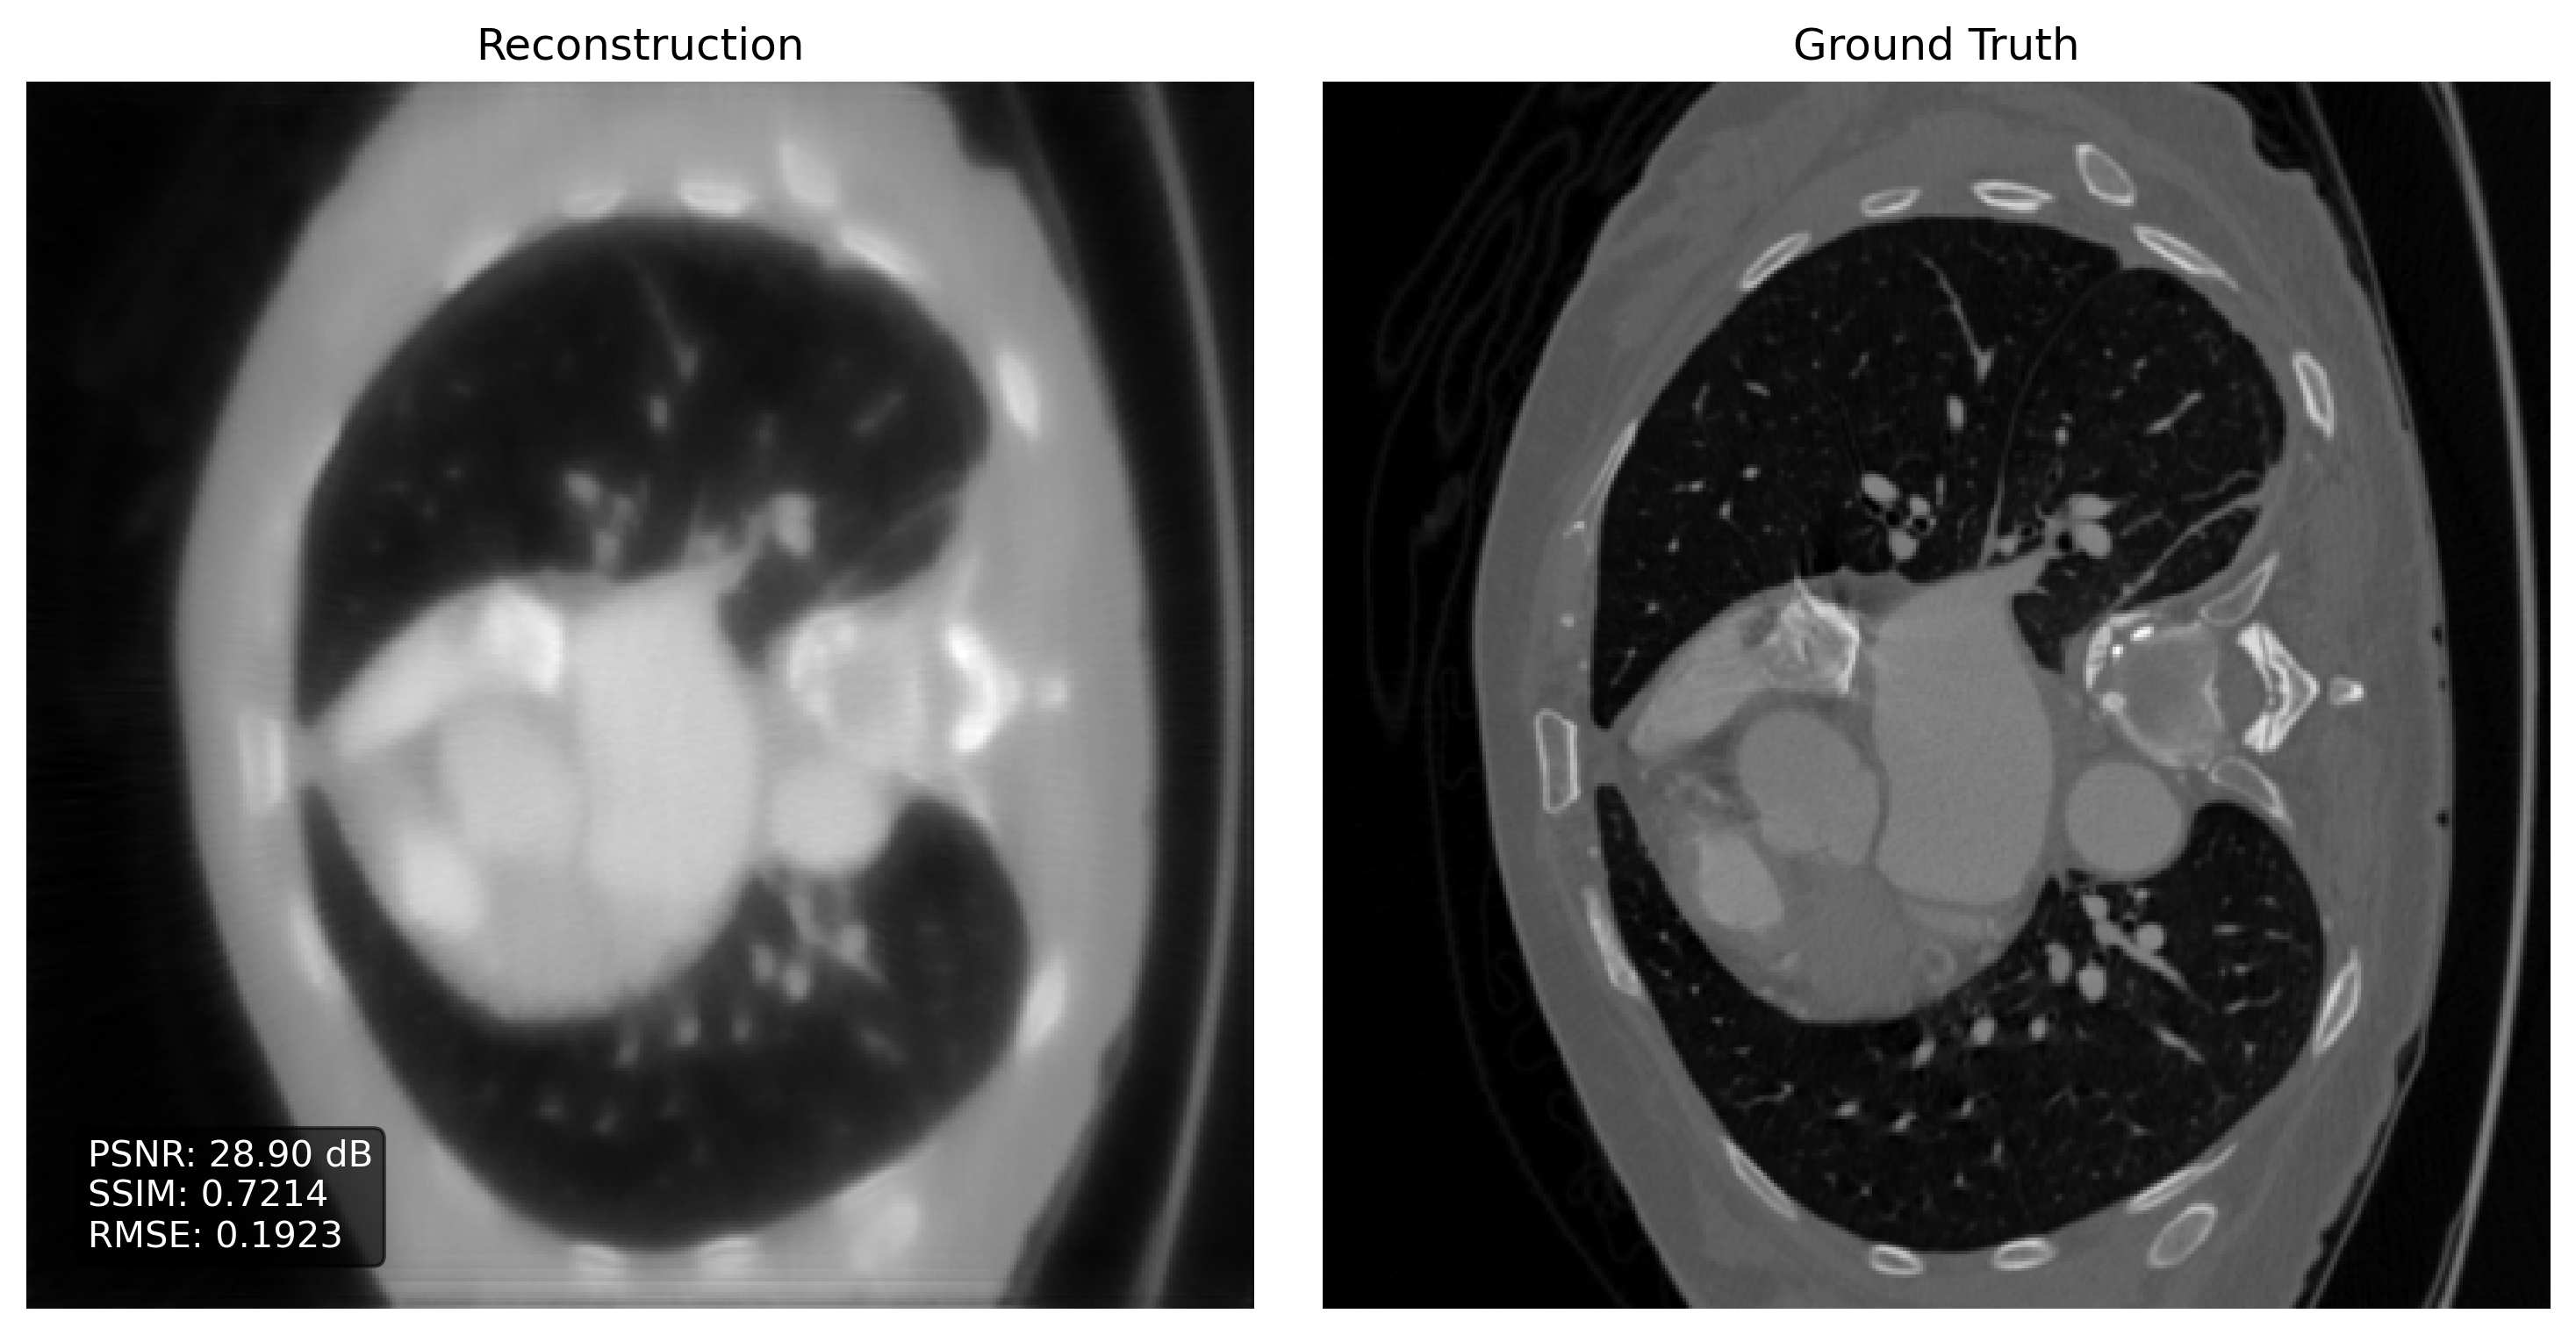 Reconstruction
Ground Truth
PSNR: 28.90 dB
SSIM: 0.7214
RMSE: 0.1923